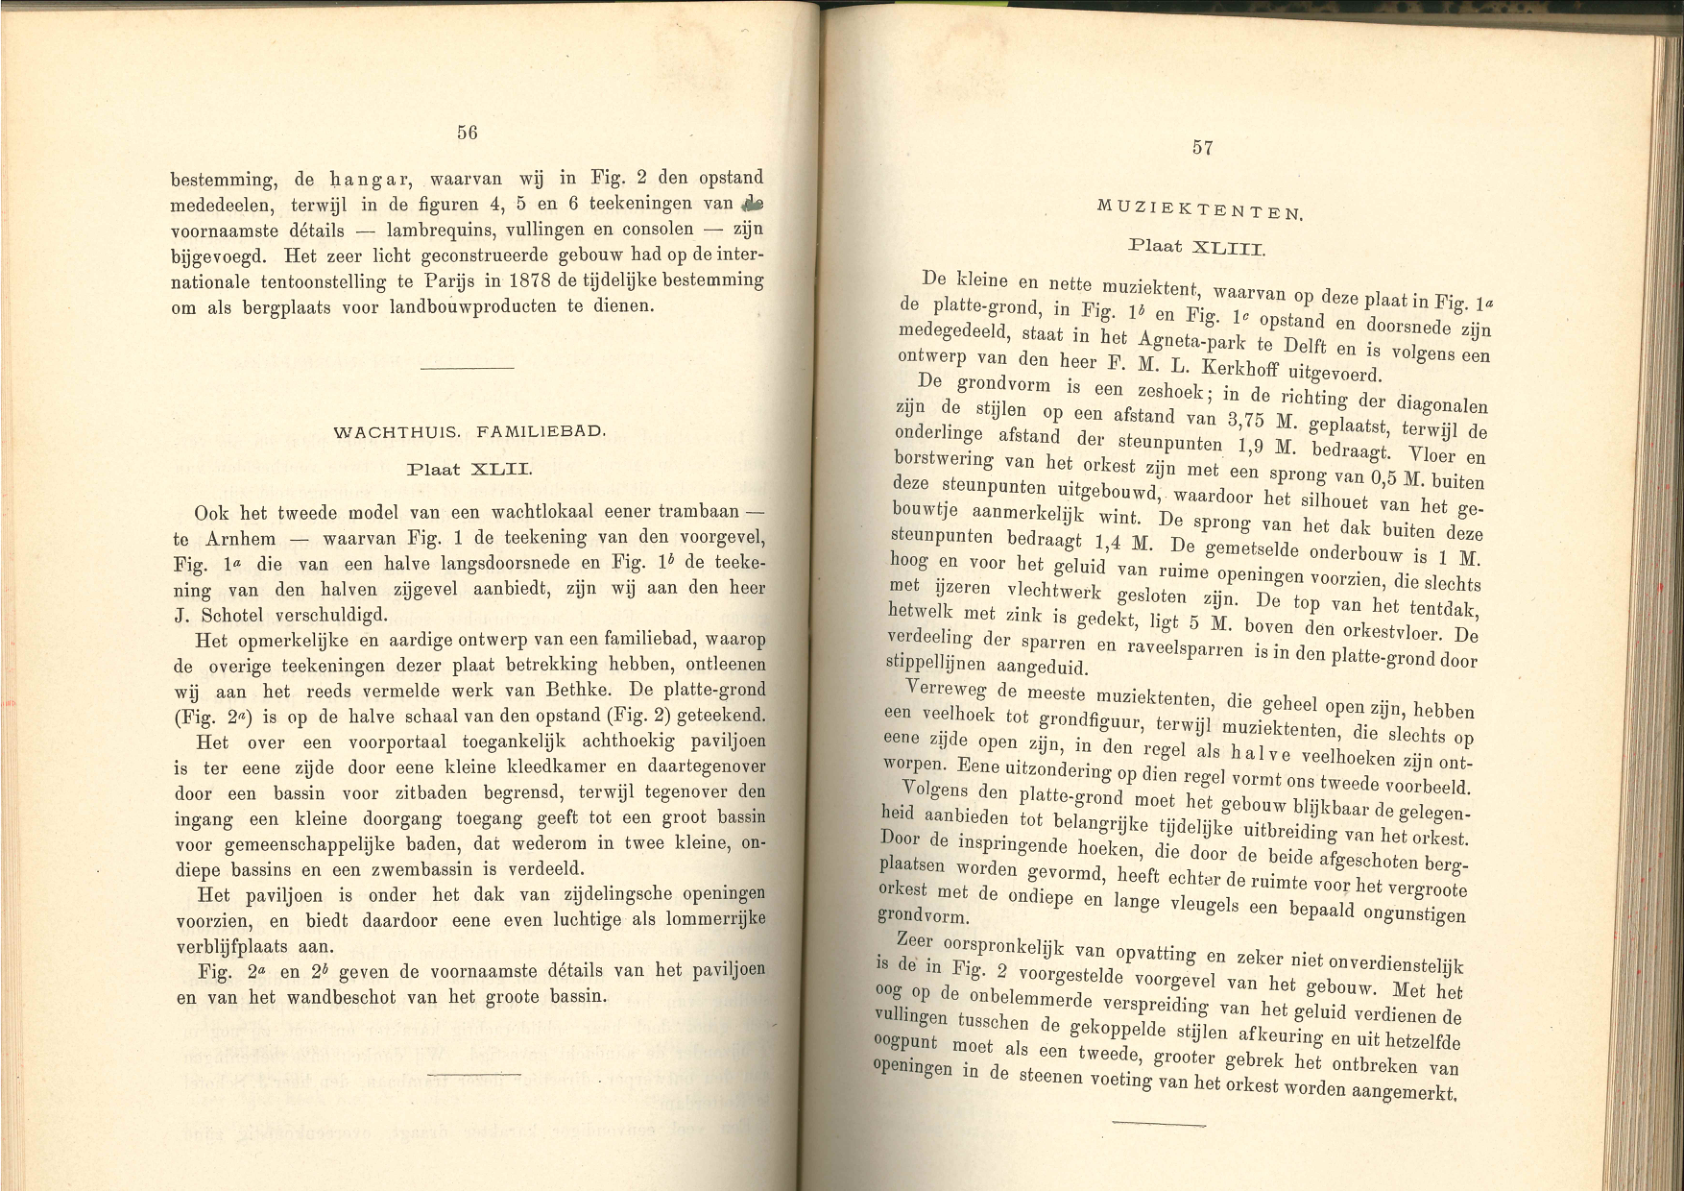 56
bestemming, de hangar, waarvan wij in Fig. 2 den opstand
mededeelen, terwijl in de figuren 4, 5 en 6 teekeningen van de
voornaamste détails — lambrequins, vullingen en consolen — zijn
bijgevoegd. Het zeer licht geconstrueerde gebouw had op de inter-
nationale tentoonstelling te Parijs in 1878 de tijdelijke bestemming
om als bergplaats voor landbouwproducten te dienen.
WACHTHUIS. FAMILIEBAD.
Plaat XLII.
Ook het tweede model van een wachtlokaal eener trambaan —
te Arnhem — waarvan Fig. 1 de teekening van den voorgevel,
Fig. 1a die van een halve langsdoorsnede en Fig. 1b de teeke-
ning van den halven zijgevel aanbiedt, zijn wij aan den heer
J. Schotel verschuldigd.
Het opmerkelijke en aardige ontwerp van een familiebad, waarop
de overige teekeningen dezer plaat betrekking hebben, ontleenen
wij aan het reeds vermelde werk van Bethke. De platte-grond
(Fig. 2a) is op de halve schaal van den opstand (Fig. 2) geteekend.
Het over een voorportaal toegankelijk achthoekig paviljoen
is ter eene zijde door eene kleine kleedkamer en daartegenover
door een bassin voor zitbaden begrensd, terwijl tegenover den
ingang een kleine doorgang toegang geeft tot een groot bassin
voor gemeenschappelijke baden, dat wederom in twee kleine, on-
diepe bassins en een zwembassin is verdeeld.
Het paviljoen is onder het dak van zijdelingsche openingen
voorzien, en biedt daardoor eene even luchtige als lommerrijke
verblijfplaats aan.
Fig. 2a en 2b geven de voornaamste détails van het paviljoen
en van het wandbeschot van het groote bassin.
57
MUZIEKTENTEN.
Plaat XLIII.
De kleine en nette muziektent, waarvan op deze plaat in Fig. 1a
de platte-grond, in Fig. 1b en Fig. 1c opstand en doorsnede zijn
medegedeeld, staat in het Agneta-park te Delft en is volgens een
ontwerp van den heer F. M. L. Kerkhoff uitgevoerd.
De grondvorm is een zeshoek; in de richting der diagonalen
zijn de stijlen op een afstand van 3,75 M. geplaatst, terwijl de
onderlinge afstand der steunpunten 1,9 M. bedraagt. Vloer en
borstwering van het orkest zijn met een sprong van 0,5 M. buiten
deze steunpunten uitgebouwd, waardoor het silhouet van het ge-
bouwtje aanmerkelijk wint. De sprong van het dak buiten deze
steunpunten bedraagt 1,4 M. De gemetselde onderbouw is 1 M.
hoog en voor het geluid van ruime openingen voorzien, die slechts
met ijzeren vlechtwerk gesloten zijn. De top van het tentdak,
hetwelk met zink is gedekt, ligt 5 M. boven den orkestvloer. De
verdeeling der sparren en raveelsparren is in den platte-grond door
stippellijnen aangeduid.
Verreweg de meeste muziektenten, die geheel open zijn, hebben
een veelhoek tot grondfiguur, terwijl muziektenten, die slechts op
eene zijde open zijn, in den regel als halve veelhoeken zijn ont-
worpen. Eene uitzondering op dien regel vormt ons tweede voorbeeld.
Volgens den platte-grond moet het gebouw blijkbaar de gelegen-
heid aanbieden tot belangrijke tijdelijke uitbreiding van het orkest.
Door de inspringende hoeken, die door de beide afgeschoten berg-
plaatsen worden gevormd, heeft echter de ruimte voor het vergroote
orkest met de ondiepe en lange vleugels een bepaald ongunstigen
grondvorm.
Zeer oorspronkelijk van opvatting en zeker niet onverdienstelijk
is de in Fig. 2 voorgestelde voorgevel van het gebouw. Met het
oog op de onbelemmerde verspreiding van het geluid verdienen de
vullingen tusschen de gekoppelde stijlen afkeuring en uit hetzelfde
oogpunt moet als een tweede, grooter gebrek het ontbreken van
openingen in de steenen voeting van het orkest worden aangemerkt.